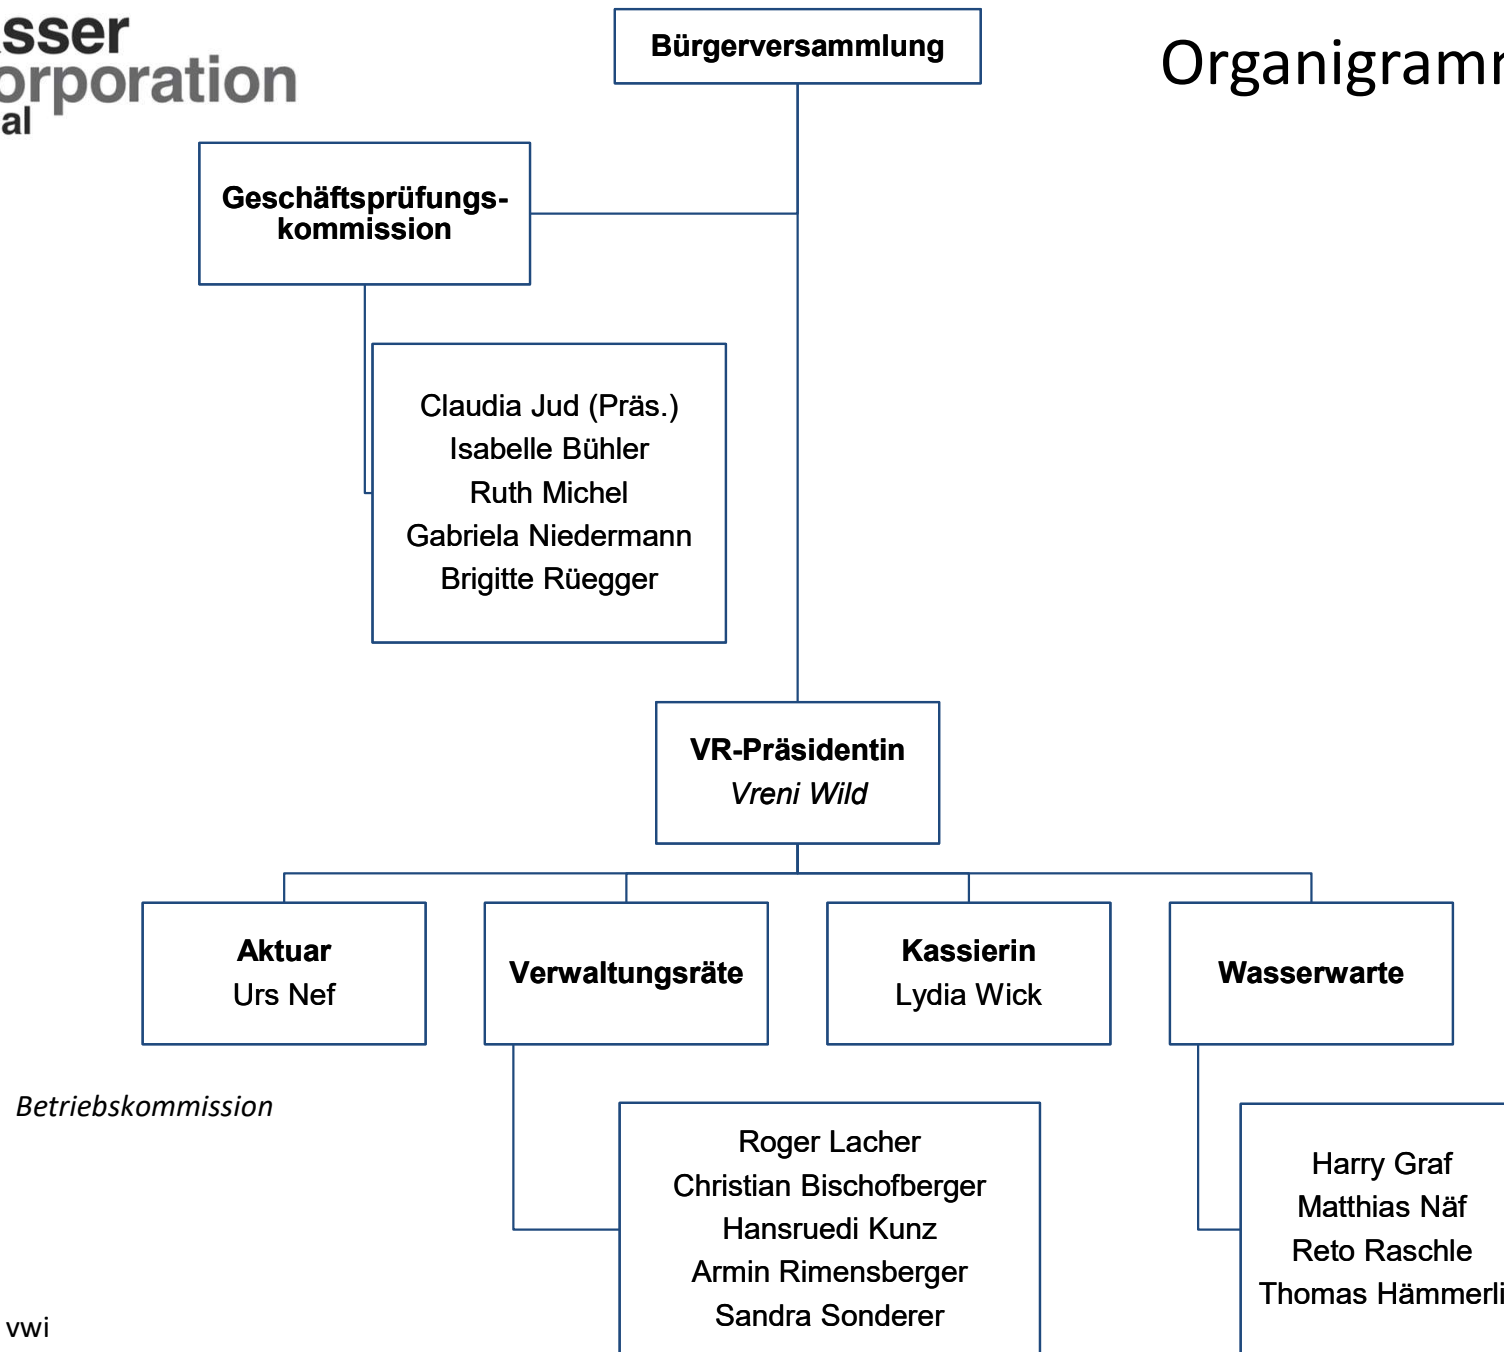 sser
orporation
al
Organigramm
Bürgerversammlung
Geschäftsprüfungs-
kommission
Claudia Jud (Präs.)
Isabelle Bühler
Ruth Michel
Gabriela Niedermann
Brigitte Rüegger
VR-Präsidentin
Vreni Wild
Aktuar
Urs Nef
Verwaltungsräte
Kassierin
Lydia Wick
Wasserwarte
Betriebskommission
Roger Lacher
Christian Bischofberger
Hansruedi Kunz
Armin Rimensberger
Sandra Sonderer
Harry Graf
Matthias Näf
Reto Raschle
Thomas Hämmerli
vwi